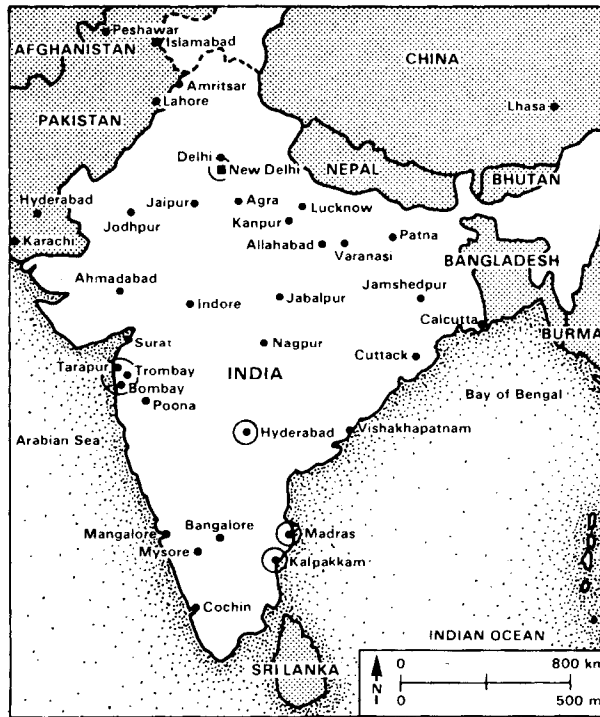 Peshawar
AFGHANISTAN
Islamabad
CHINA
Amritsar
Lahore
Lhasa
PAKISTAN
Delhi
New Delhi
NEPAL
BHUTAN
Hyderabad
Jaipur
Agra
Lucknow
Jodhpur
Kanpur
Karachi
Allahabad
Patna
Varanasi
BANGLADESH
Ahmadabad
Indore
Jabalpur
Jamshedpur
Calcutta
BURMA
Surat
Nagpur
Cuttack
Tarapur
Trombay
INDIA
Bombay
Poona
Bay of Bengal
Arabian Sea
Hyderabad
Vishakhapatnam
Mangalore
Bangalore
Madras
Mysore
Kalpakkam
Cochin
INDIAN OCEAN
SRI LANKA
N
0 800 km
0 500 m